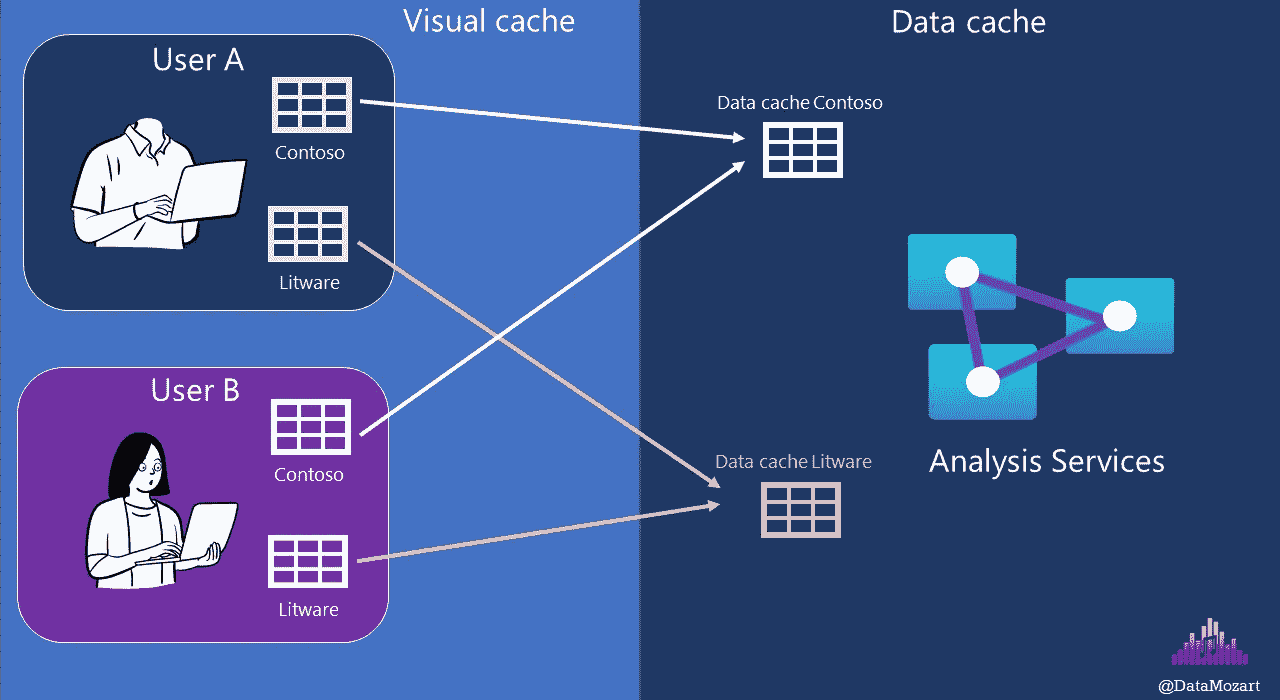 Visual cache
Data cache
User A
Contoso
Litware
User B
Contoso
Litware
Data cache Contoso
Data cache Litware
Analysis Services
@DataMozart